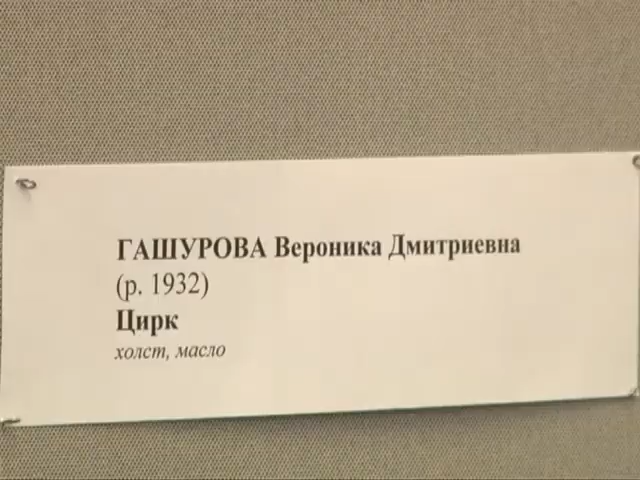 ГАШУРОВА Вероника Дмитриевна
(р. 1932)
Цирк
холст, масло